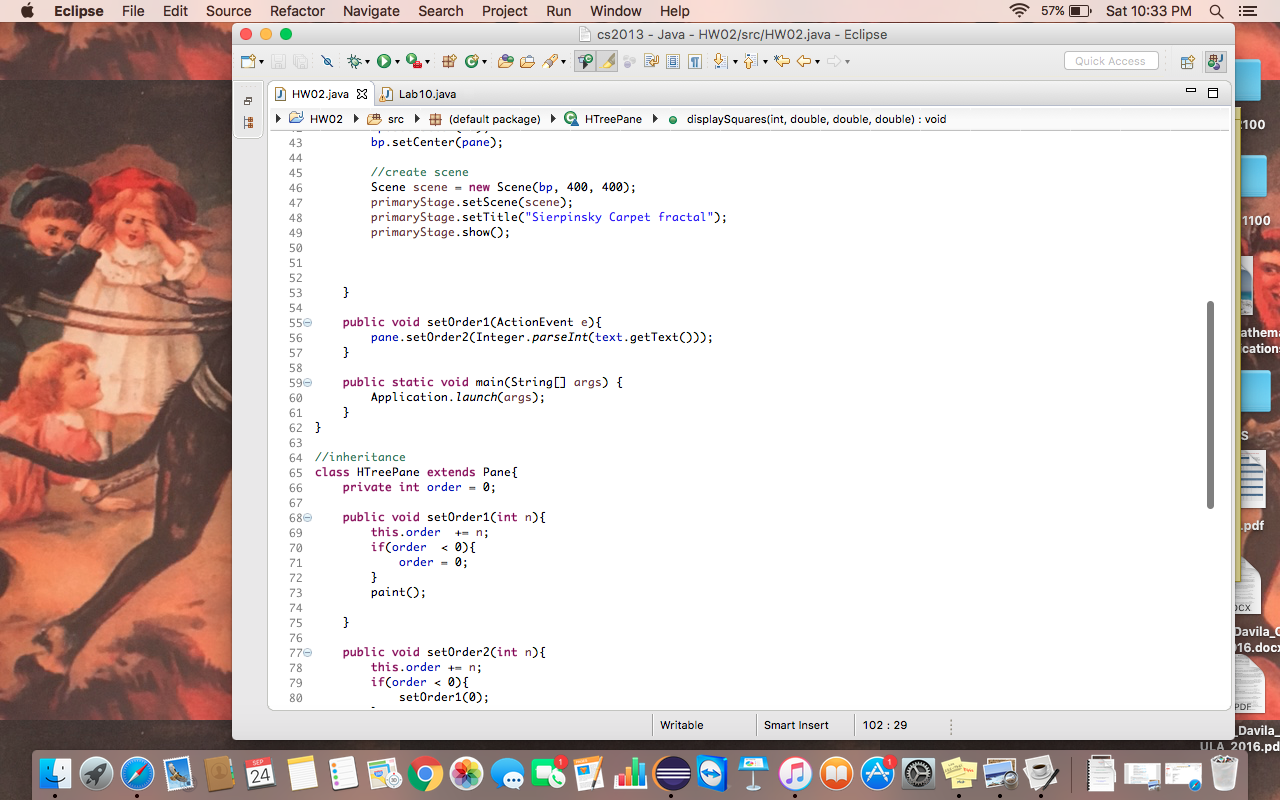 Eclipse File Edit Source Refactor Navigate Search Project Run Window Help 57% Sat 10:33 PM
cs2013 - Java - HW02/src/HW02.java - Eclipse
Quick Access
HW02.java Lab10.java
HW02 src (default package) HTreePane displaySquares(int, double, double, double) : void
43 bp.setCenter(pane);
44
45 //create scene
46 Scene scene = new Scene(bp, 400, 400);
47 primaryStage.setScene(scene);
48 primaryStage.setTitle("Sierpinsky Carpet fractal");
49 primaryStage.show();
50
51
52
53 }
54
55 public void setOrder1(ActionEvent e){
56 pane.setOrder2(Integer.parseInt(text.getText()));
57 }
58
59 public static void main(String[] args) {
60 Application.launch(args);
61 }
62 }
63
64 //inheritance
65 class HTreePane extends Pane{
66 private int order = 0;
67
68 public void setOrder1(int n){
69 this.order += n;
70 if(order < 0){
71 order = 0;
72 }
73 paint();
74
75 }
76
77 public void setOrder2(int n){
78 this.order += n;
79 if(order < 0){
80 setOrder1(0);
Writable Smart Insert 102 : 29
2100
1100
athema
cations
S
.pdf
OCX
Davila_C
016.docx
PDF
_Davila_
ULA_2016.pd
SEP
24
1
1